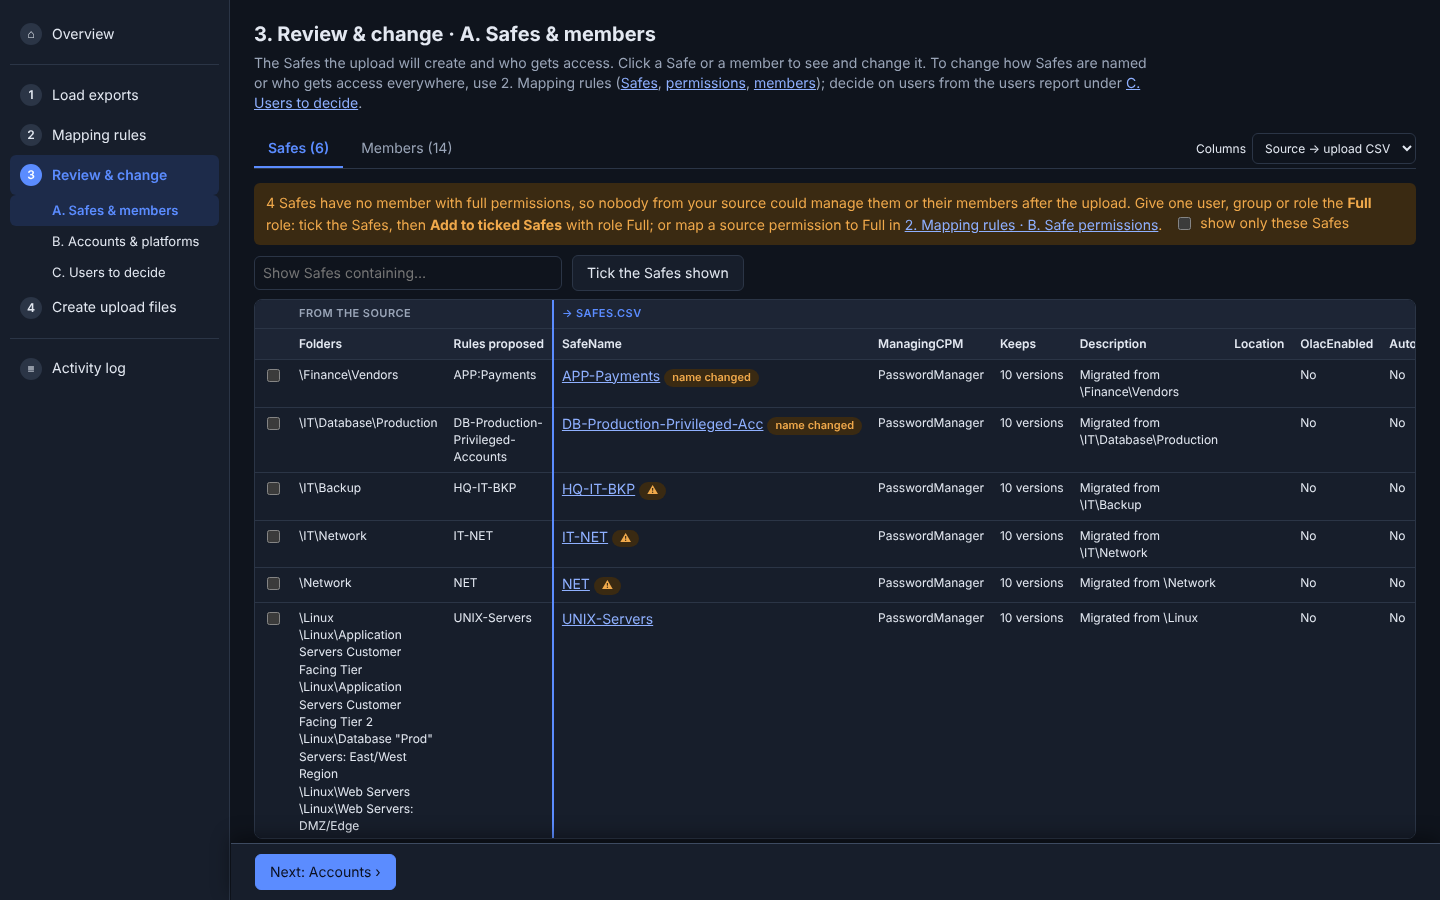 ⌂ Overview
1 Load exports
2 Mapping rules
3 Review & change
A. Safes & members
B. Accounts & platforms
C. Users to decide
4 Create upload files
≡ Activity log
3. Review & change · A. Safes & members
The Safes the upload will create and who gets access. Click a Safe or a member to see and change it. To change how Safes are named
or who gets access everywhere, use 2. Mapping rules (Safes, permissions, members); decide on users from the users report under C.
Users to decide.
Safes (6) Members (14) Columns Source → upload CSV
4 Safes have no member with full permissions, so nobody from your source could manage them or their members after the upload. Give one user, group or role the Full
role: tick the Safes, then Add to ticked Safes with role Full; or map a source permission to Full in 2. Mapping rules · B. Safe permissions. show only these Safes
Show Safes containing... Tick the Safes shown
FROM THE SOURCE → SAFES.CSV
Folders Rules proposed SafeName ManagingCPM Keeps Description Location OlacEnabled Auto
\Finance\Vendors APP:Payments APP-Payments name changed PasswordManager 10 versions Migrated from No No
\Finance\Vendors
\IT\Database\Production DB-Production- DB-Production-Privileged-Acc name changed PasswordManager 10 versions Migrated from No No
Privileged- \IT\Database\Production
Accounts
\IT\Backup HQ-IT-BKP HQ-IT-BKP ⚠ PasswordManager 10 versions Migrated from No No
\IT\Backup
\IT\Network IT-NET IT-NET ⚠ PasswordManager 10 versions Migrated from No No
\IT\Network
\Network NET NET ⚠ PasswordManager 10 versions Migrated from \Network No No
\Linux UNIX-Servers UNIX-Servers PasswordManager 10 versions Migrated from \Linux No No
\Linux\Application
Servers Customer
Facing Tier
\Linux\Application
Servers Customer
Facing Tier 2
\Linux\Database "Prod"
Servers: East/West
Region
\Linux\Web Servers
\Linux\Web Servers:
DMZ/Edge
Next: Accounts ›